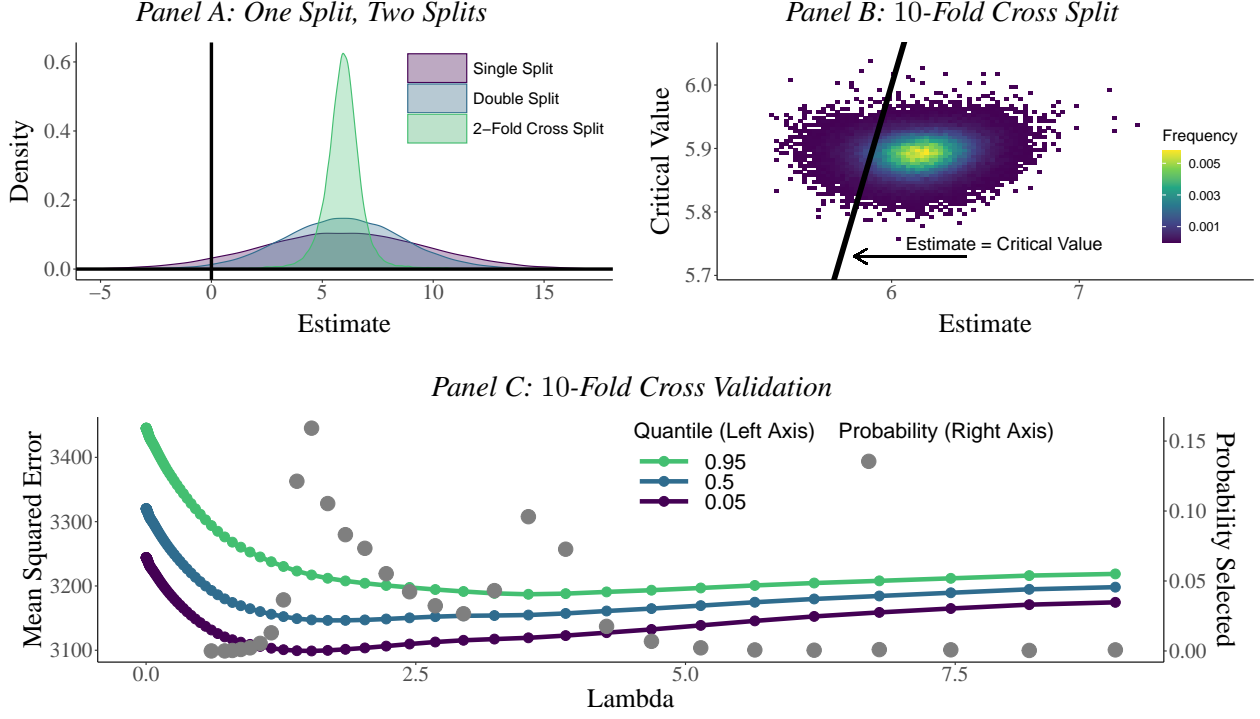 Panel A: One Split, Two Splits
Density
0.6
0.4
0.2
0.0
Single Split
Double Split
2−Fold Cross Split
−5
0
5
10
15
Estimate
Panel B: 10-Fold Cross Split
Critical Value
6.0
5.9
5.8
5.7
Estimate = Critical Value
Frequency
0.005
0.003
0.001
6
7
Estimate
Panel C: 10-Fold Cross Validation
Mean Squared Error
3400
3300
3200
3100
Quantile (Left Axis)
0.95
0.5
0.05
Probability (Right Axis)
0.15
0.10
0.05
0.00
Probability Selected
0.0
2.5
5.0
7.5
Lambda